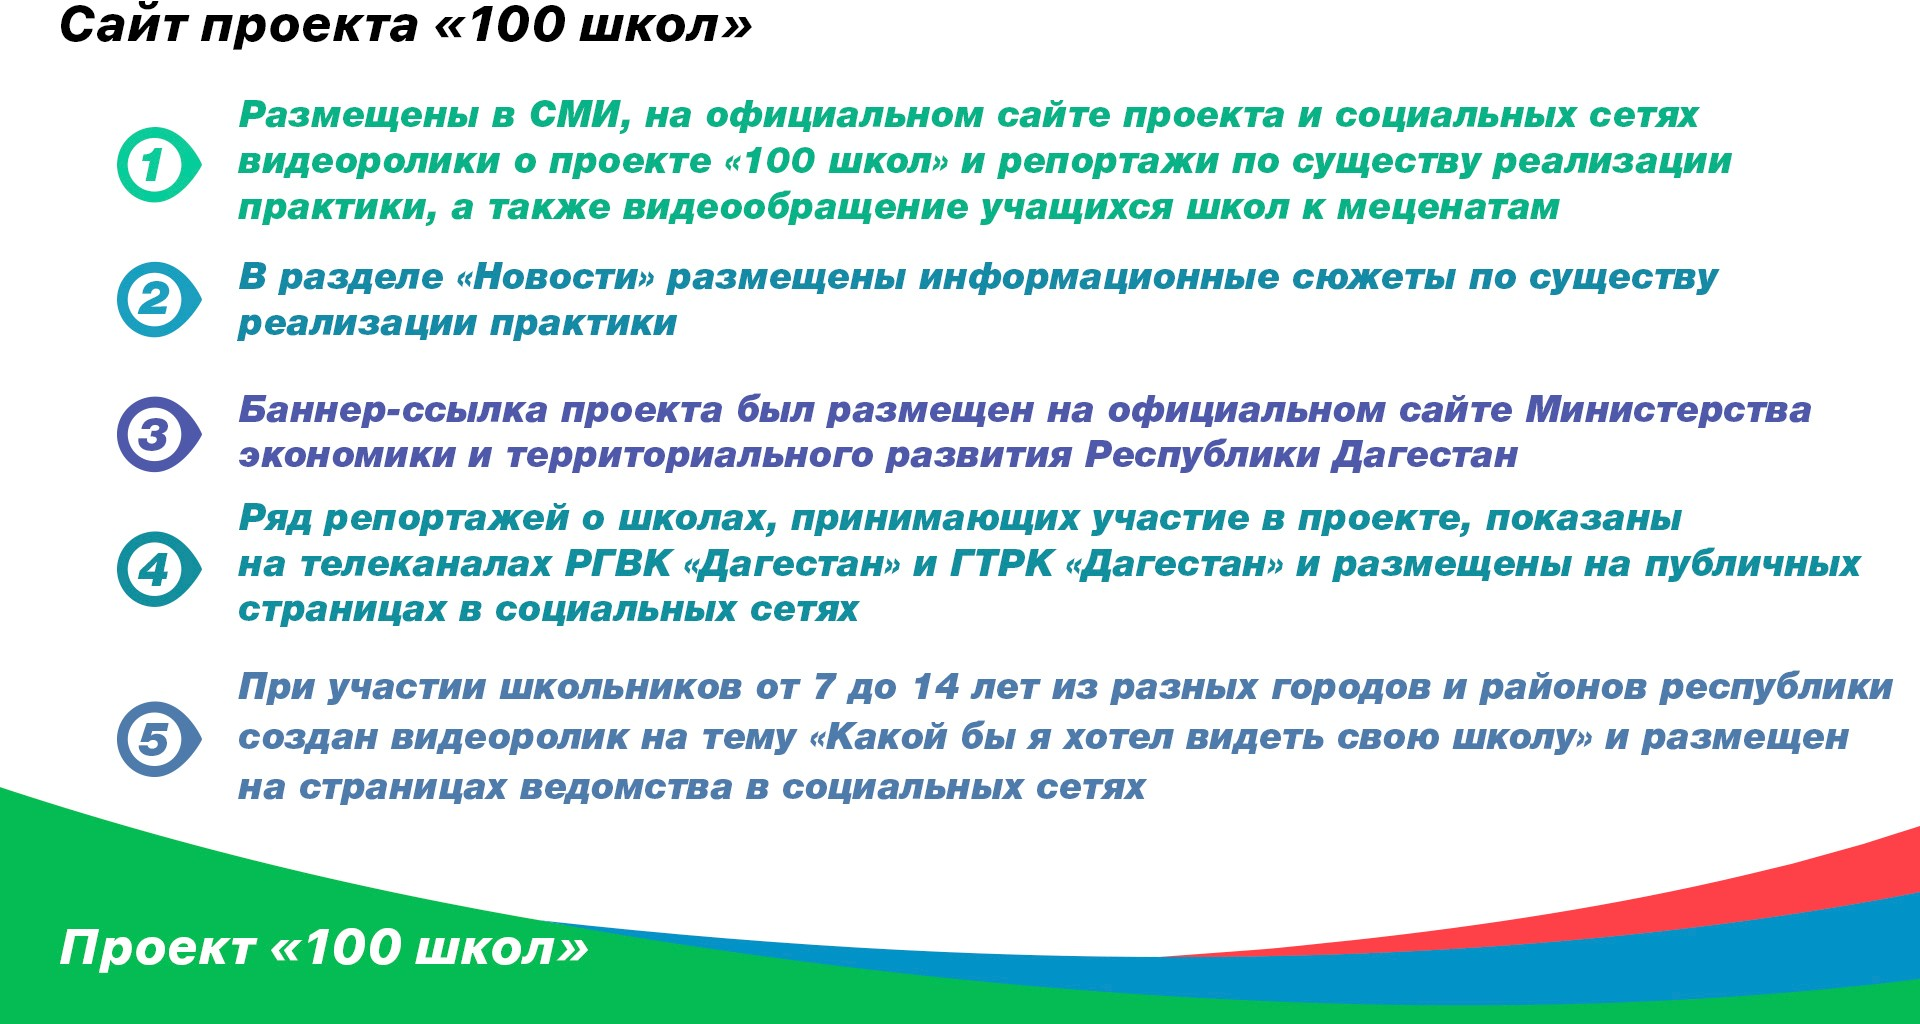 Сайт проекта «100 школ»
1
Размещены в СМИ, на официальном сайте проекта и социальных сетях
видеоролики о проекте «100 школ» и репортажи по существу реализации
практики, а также видеообращение учащихся школ к меценатам
2
В разделе «Новости» размещены информационные сюжеты по существу
реализации практики
3
Баннер-ссылка проекта был размещен на официальном сайте Министерства
экономики и территориального развития Республики Дагестан
4
Ряд репортажей о школах, принимающих участие в проекте, показаны
на телеканалах РГВК «Дагестан» и ГТРК «Дагестан» и размещены на публичных
страницах в социальных сетях
5
При участии школьников от 7 до 14 лет из разных городов и районов республики
создан видеоролик на тему «Какой бы я хотел видеть свою школу» и размещен
на страницах ведомства в социальных сетях
Проект «100 школ»